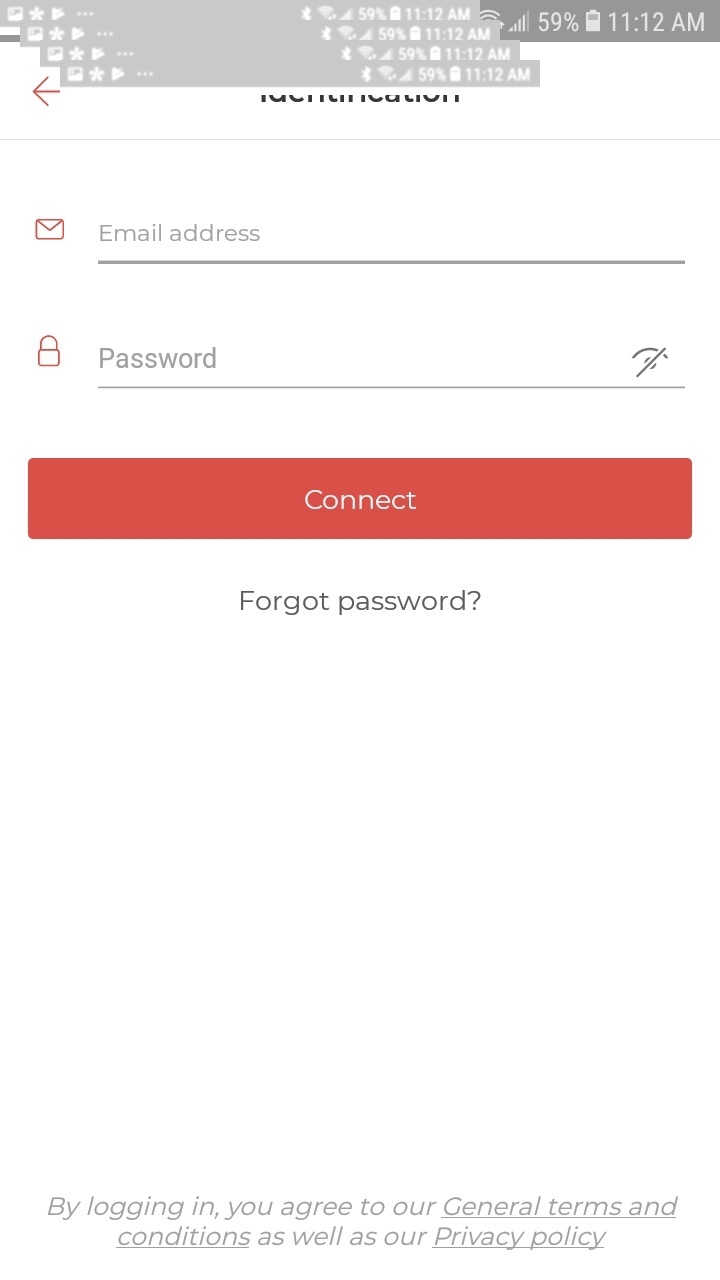 59% 11:12 AM
59% 11:12 AM
59% 11:12 AM
59% 11:12 AM
59% 11:12 AM
Identification
Email address
Password
Connect
Forgot password?
By logging in, you agree to our General terms and
conditions as well as our Privacy policy